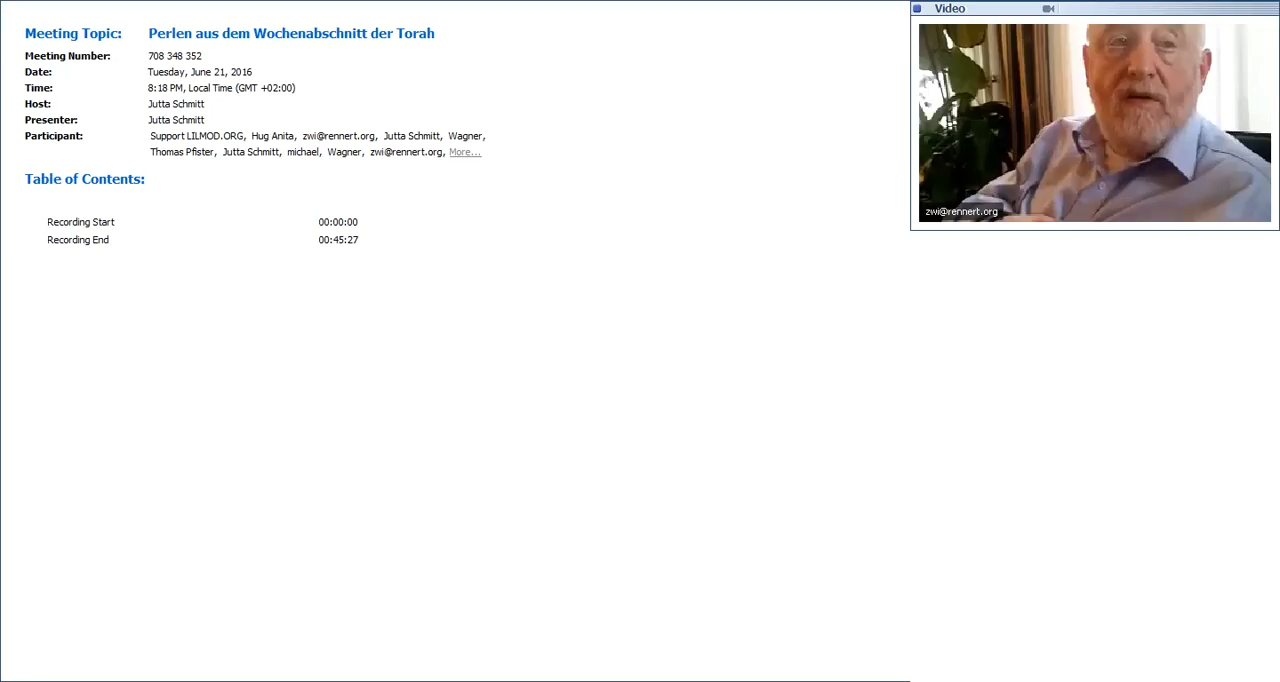 Meeting Topic: Perlen aus dem Wochenabschnitt der Torah
Meeting Number: 708 348 352
Date: Tuesday, June 21, 2016
Time: 8:18 PM, Local Time (GMT +02:00)
Host: Jutta Schmitt
Presenter: Jutta Schmitt
Participant: Support LILMOD.ORG, Hug Anita, zwi@rennert.org, Jutta Schmitt, Wagner,
Thomas Pfister, Jutta Schmitt, michael, Wagner, zwi@rennert.org, More...
Table of Contents:
Recording Start 00:00:00
Recording End 00:45:27
Video
zwi@rennert.org